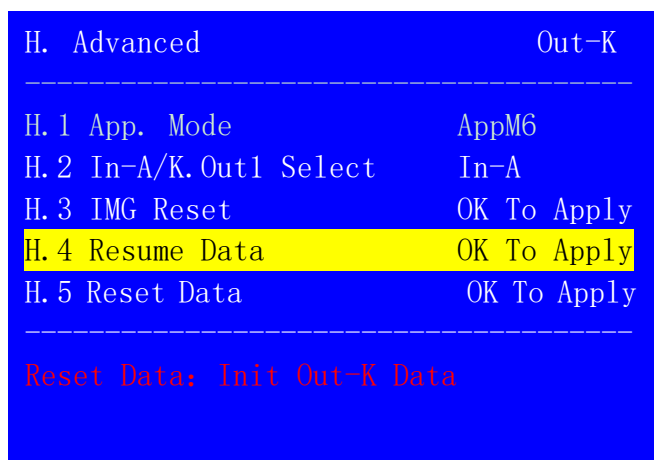 H. Advanced Out-K
H.1 App. Mode AppM6
H.2 In-A/K.Out1 Select In-A
H.3 IMG Reset OK To Apply
H.4 Resume Data OK To Apply
H.5 Reset Data OK To Apply
Reset Data: Init Out-K Data